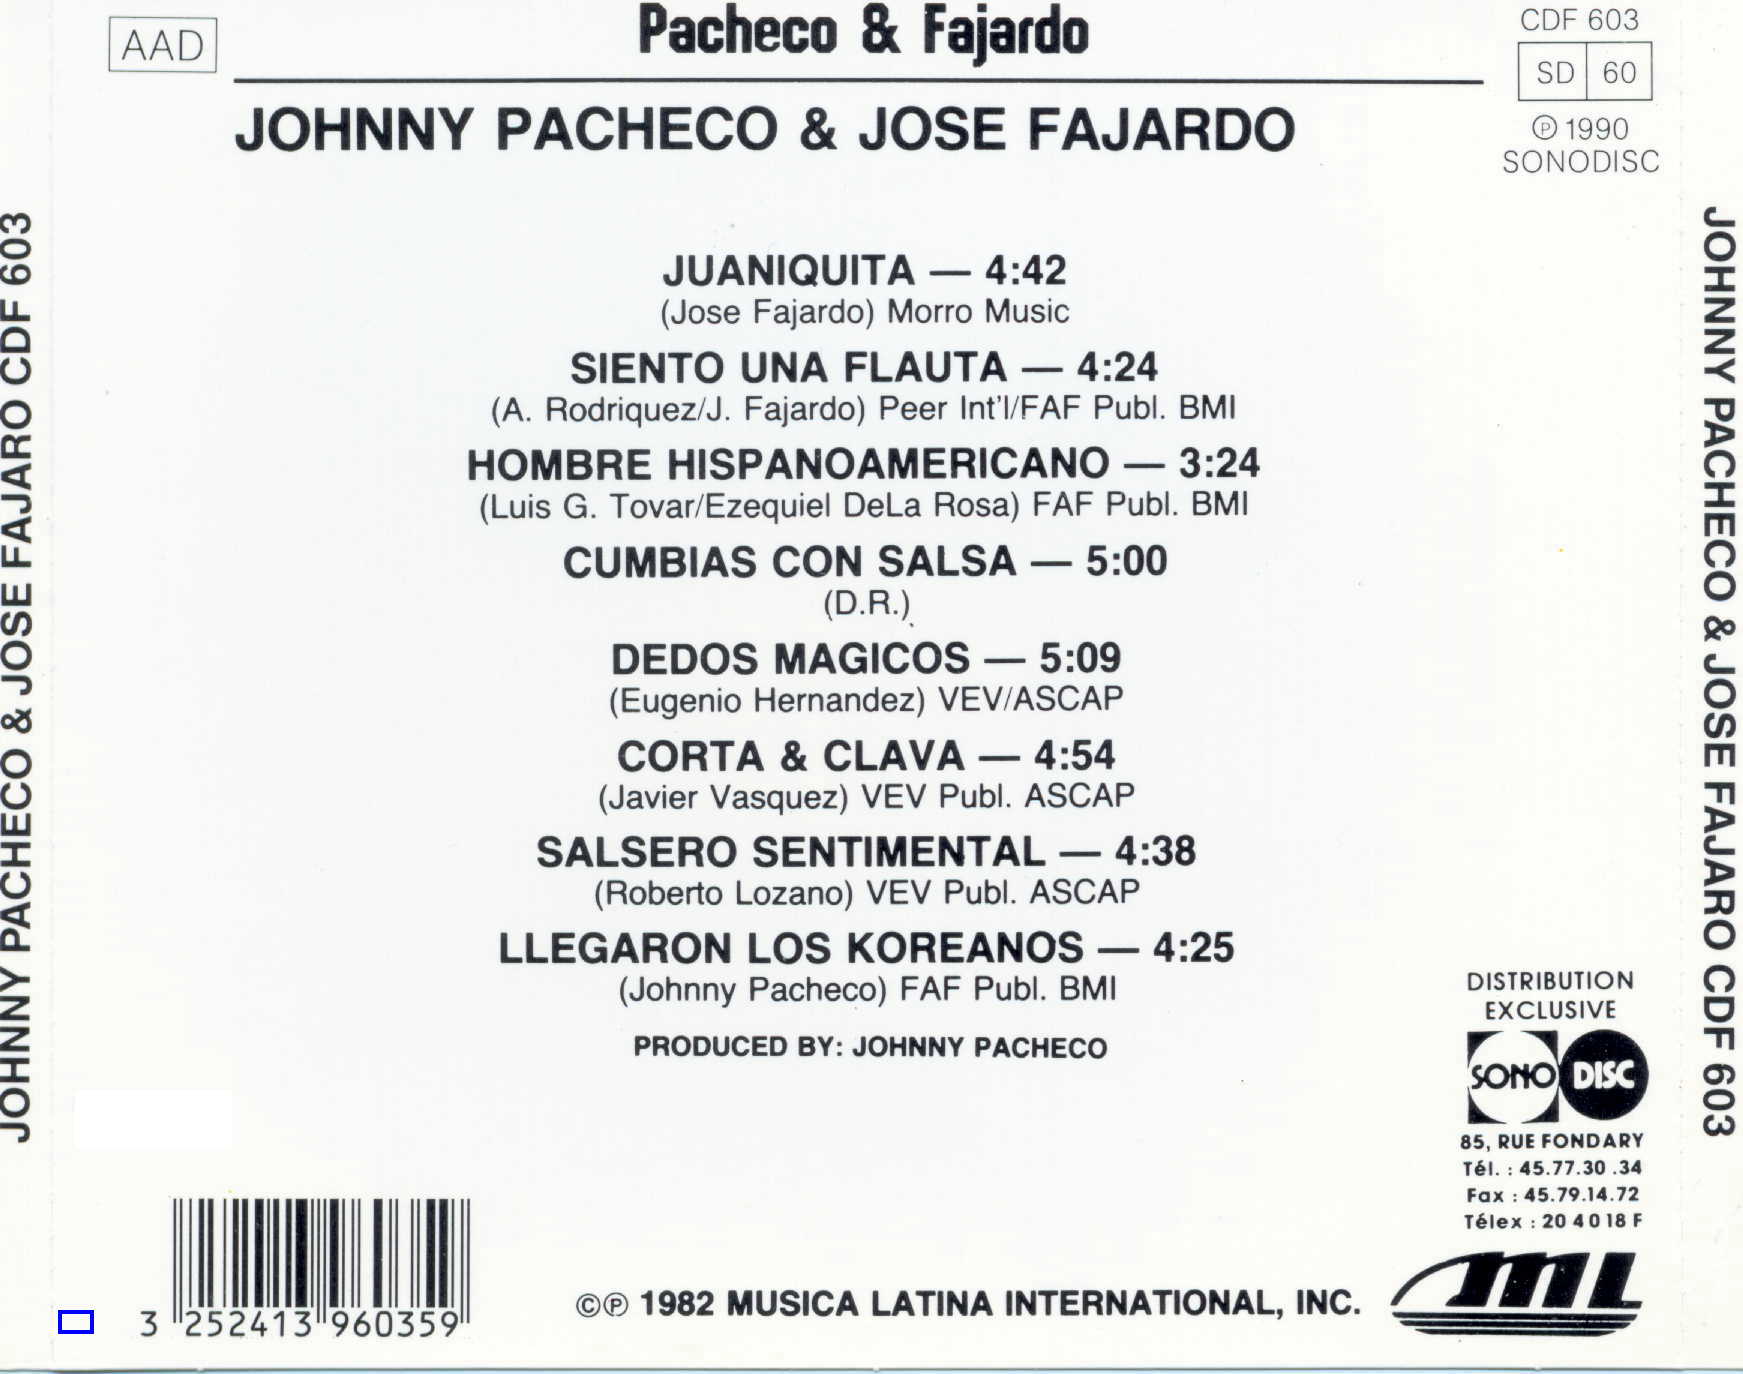 AAD
Pacheco & Fajardo
CDF 603
SD 60
Ⓟ 1990
SONODISC
JOHNNY PACHECO & JOSE FAJARDO
JUANIQUITA — 4:42
(Jose Fajardo) Morro Music
SIENTO UNA FLAUTA — 4:24
(A. Rodriquez/J. Fajardo) Peer Int'l/FAF Publ. BMI
HOMBRE HISPANOAMERICANO — 3:24
(Luis G. Tovar/Ezequiel DeLa Rosa) FAF Publ. BMI
CUMBIAS CON SALSA — 5:00
(D.R.)
DEDOS MAGICOS — 5:09
(Eugenio Hernandez) VEV/ASCAP
CORTA & CLAVA — 4:54
(Javier Vasquez) VEV Publ. ASCAP
SALSERO SENTIMENTAL — 4:38
(Roberto Lozano) VEV Publ. ASCAP
LLEGARON LOS KOREANOS — 4:25
(Johnny Pacheco) FAF Publ. BMI
PRODUCED BY: JOHNNY PACHECO
DISTRIBUTION
EXCLUSIVE
SONO DISC
85, RUE FONDARY
Tél. : 45.77.30 .34
Fax : 45.79.14.72
Télex : 20 4 0 18 F
ML
3 252413 960359
©Ⓟ 1982 MUSICA LATINA INTERNATIONAL, INC.
JOHNNY PACHECO & JOSE FAJARO CDF 603
JOHNNY PACHECO & JOSE FAJARO CDF 603